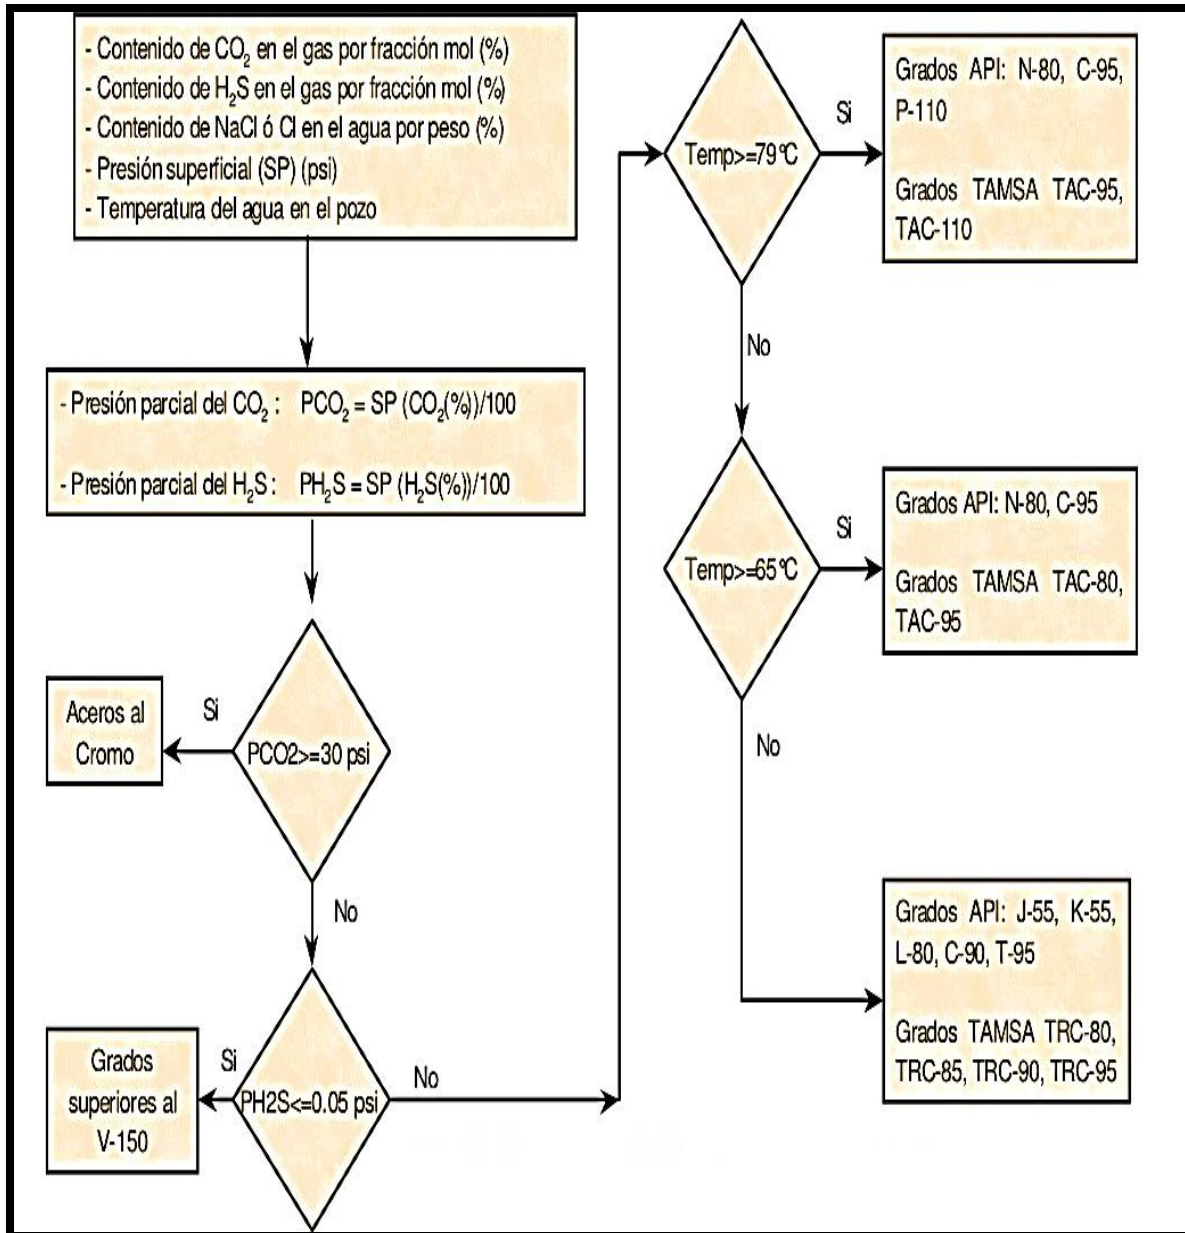 - Contenido de CO₂ en el gas por fracción mol (%)
- Contenido de H₂S en el gas por fracción mol (%)
- Contenido de NaCl ó Cl en el agua por peso (%)
- Presión superficial (SP) (psi)
- Temperatura del agua en el pozo
- Presión parcial del CO₂ : PCO₂ = SP (CO₂(%))/100
- Presión parcial del H₂S : PH₂S = SP (H₂S(%))/100
PCO2>=30 psi
Si
Aceros al
Cromo
No
PH2S<=0.05 psi
Si
Grados
superiores al
V-150
No
Temp>=79°C
Si
Grados API: N-80, C-95,
P-110
Grados TAMSA TAC-95,
TAC-110
No
Temp>=65°C
Si
Grados API: N-80, C-95
Grados TAMSA TAC-80,
TAC-95
No
Grados API: J-55, K-55,
L-80, C-90, T-95
Grados TAMSA TRC-80,
TRC-85, TRC-90, TRC-95